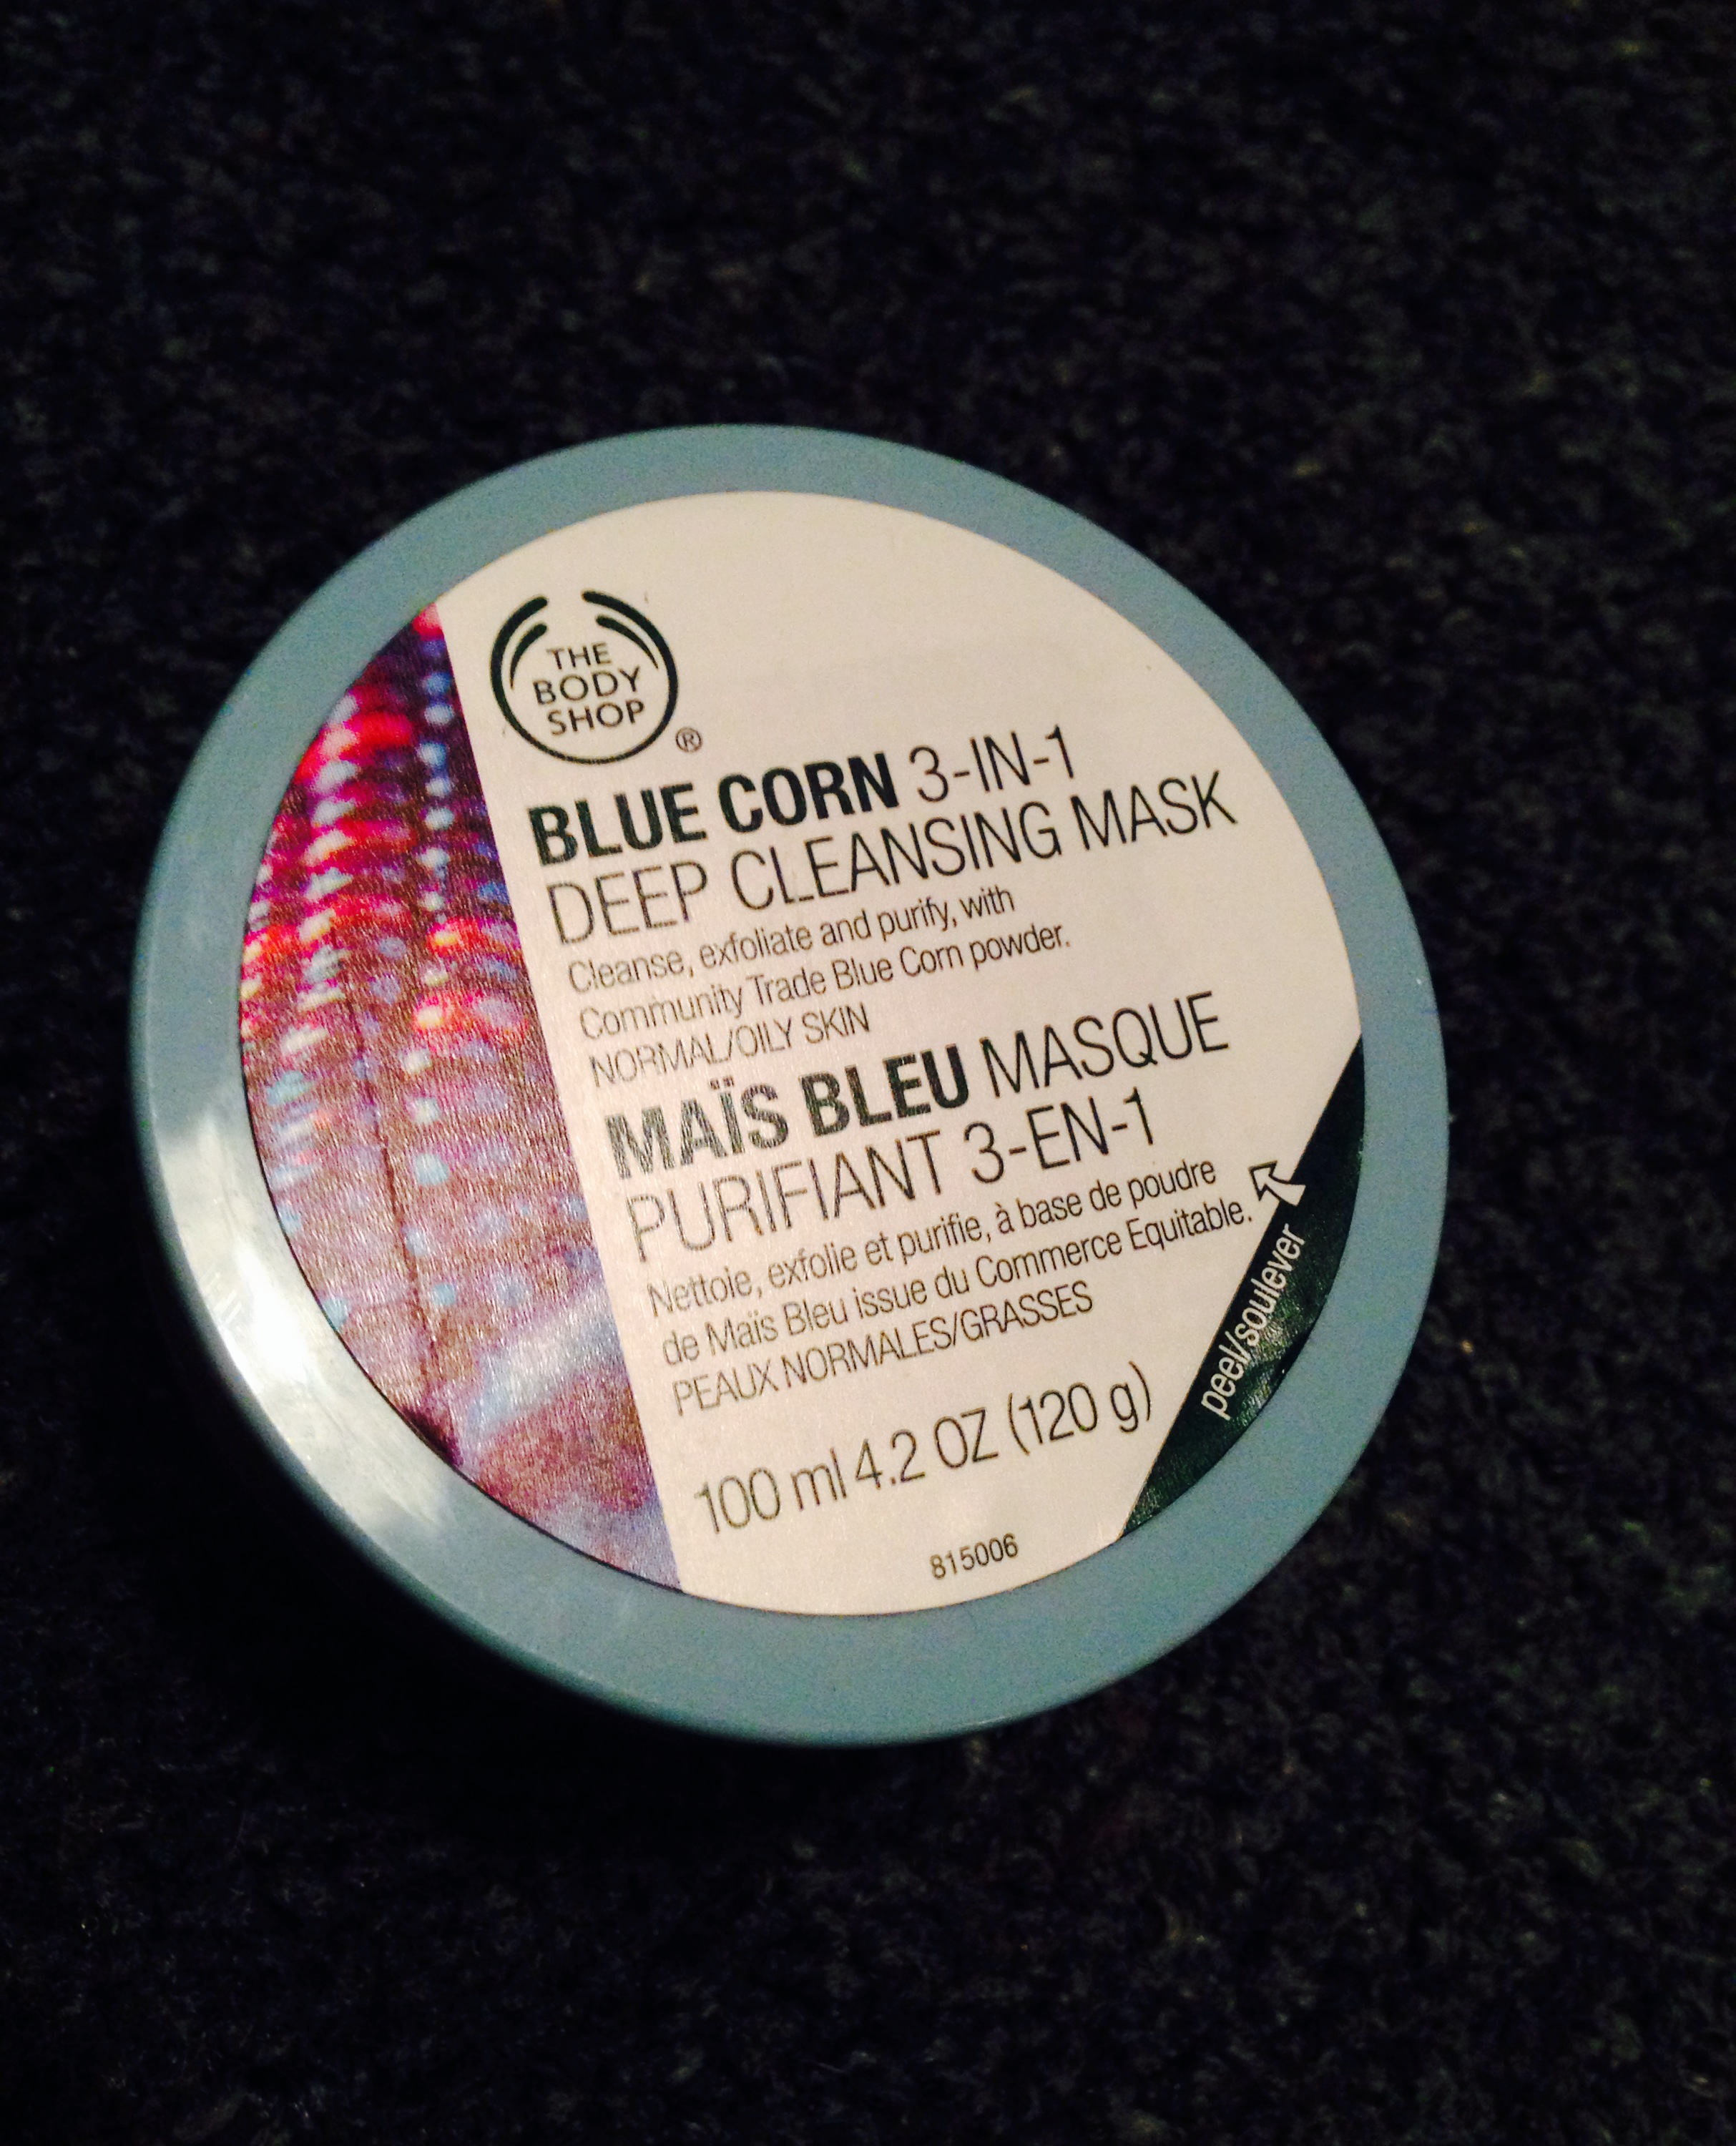 THE
BODY
SHOP
®
BLUE CORN 3-IN-1
DEEP CLEANSING MASK
Cleanse, exfoliate and purify, with
Community Trade Blue Corn powder.
NORMAL/OILY SKIN
MAÏS BLEU MASQUE
PURIFIANT 3-EN-1
Nettoie, exfolie et purifie, à base de poudre
de Maïs Bleu issue du Commerce Equitable.
PEAUX NORMALES/GRASSES
100 ml 4.2 OZ (120 g)
815006
peel/soulever